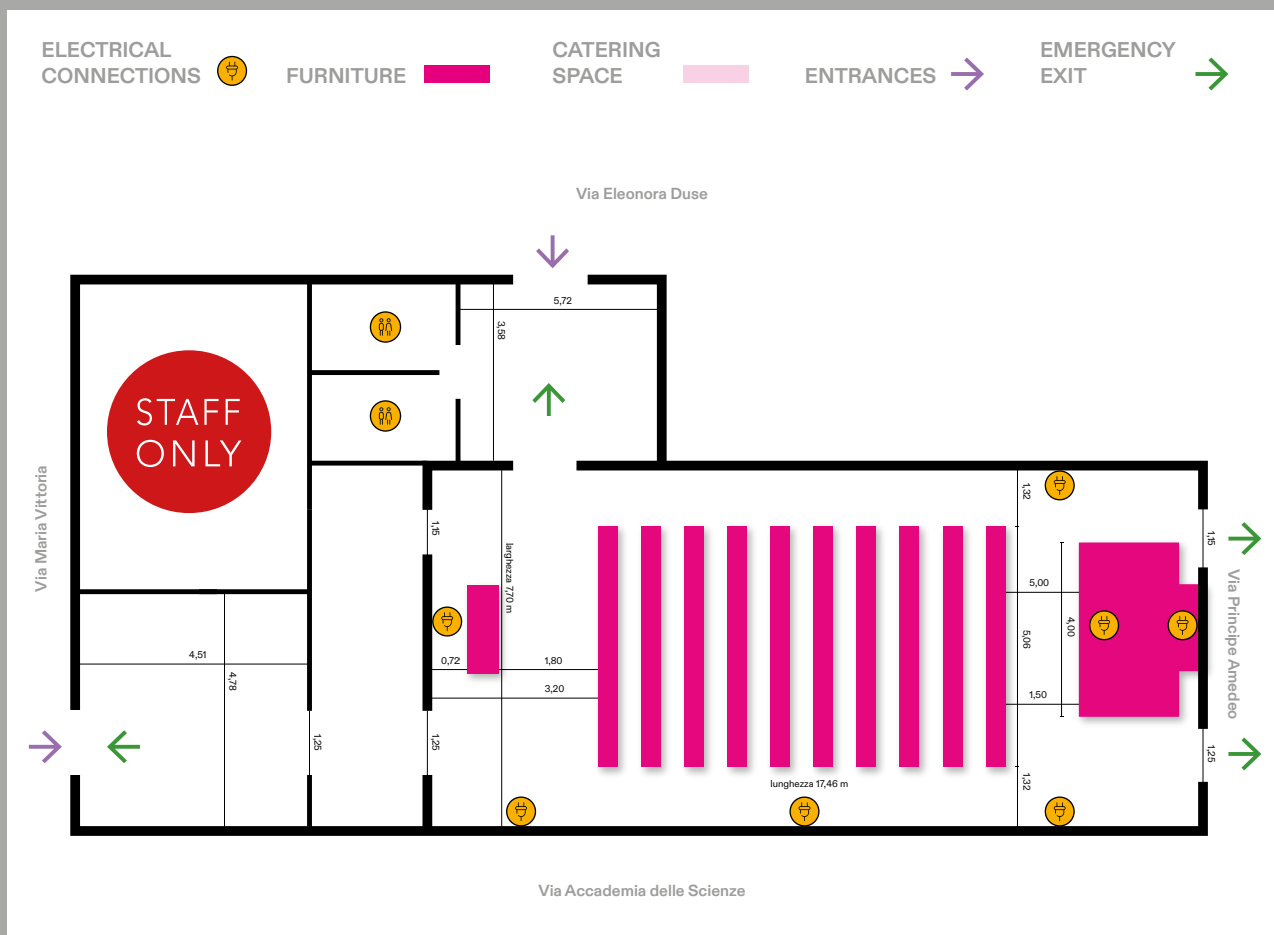 ELECTRICAL
CONNECTIONS
FURNITURE
CATERING
SPACE
ENTRANCES
EMERGENCY
EXIT
Via Eleonora Duse
5,72
3,58
STAFF
ONLY
Via Maria Vittoria
1,15
larghezza 7,70 m
1,32
1,15
5,00
4,00
5,06
Via Principe Amedeo
4,51
4,78
0,72
1,80
3,20
1,50
1,25
1,25
1,25
1,32
lunghezza 17,46 m
Via Accademia delle Scienze